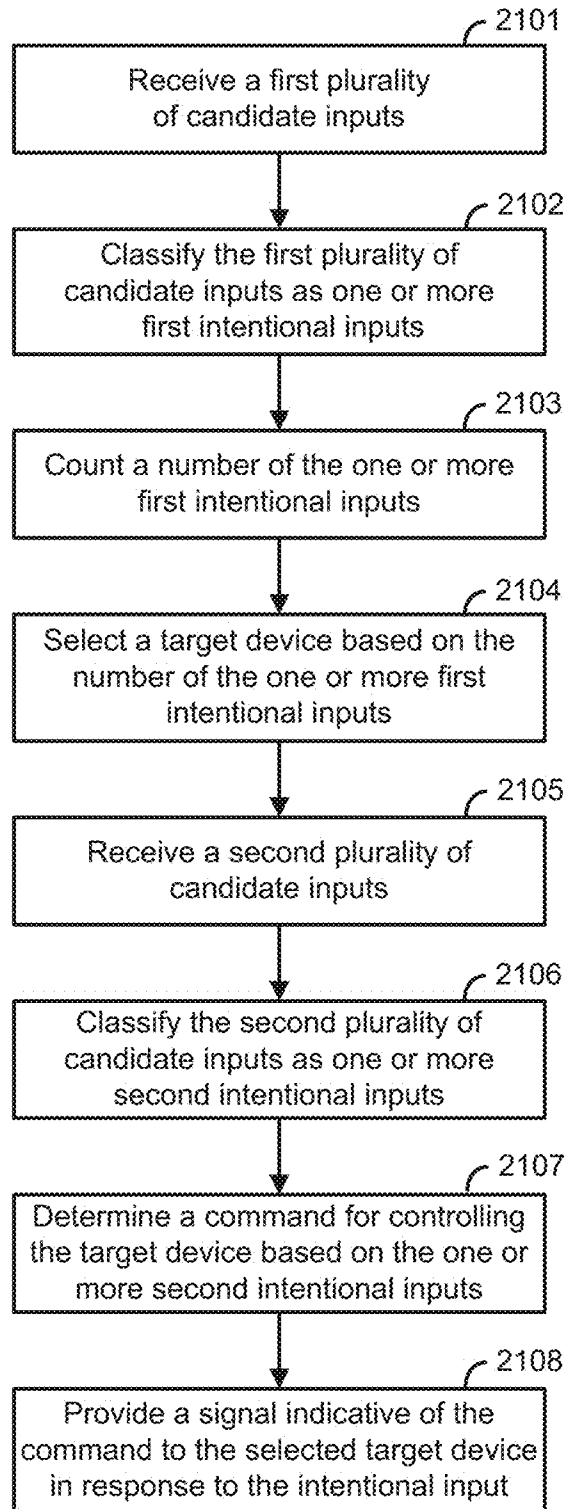 2101
Receive a first plurality
of candidate inputs
2102
Classify the first plurality of
candidate inputs as one or more
first intentional inputs
2103
Count a number of the one or more
first intentional inputs
2104
Select a target device based on the
number of the one or more first
intentional inputs
2105
Receive a second plurality of
candidate inputs
2106
Classify the second plurality of
candidate inputs as one or more
second intentional inputs
2107
Determine a command for controlling
the target device based on the one or
more second intentional inputs
2108
Provide a signal indicative of the
command to the selected target device
in response to the intentional input